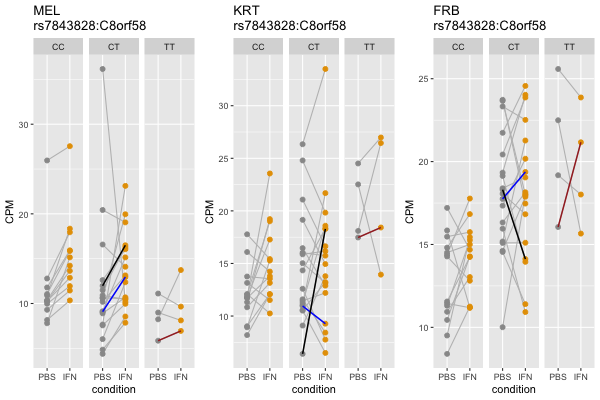 MEL
rs7843828:C8orf58
CC CT TT
CPM
30
20
10
PBS IFN PBS IFN PBS IFN
condition
KRT
rs7843828:C8orf58
CC CT TT
CPM
30
25
20
15
10
PBS IFN PBS IFN PBS IFN
condition
FRB
rs7843828:C8orf58
CC CT TT
CPM
25
20
15
10
PBS IFN PBS IFN PBS IFN
condition